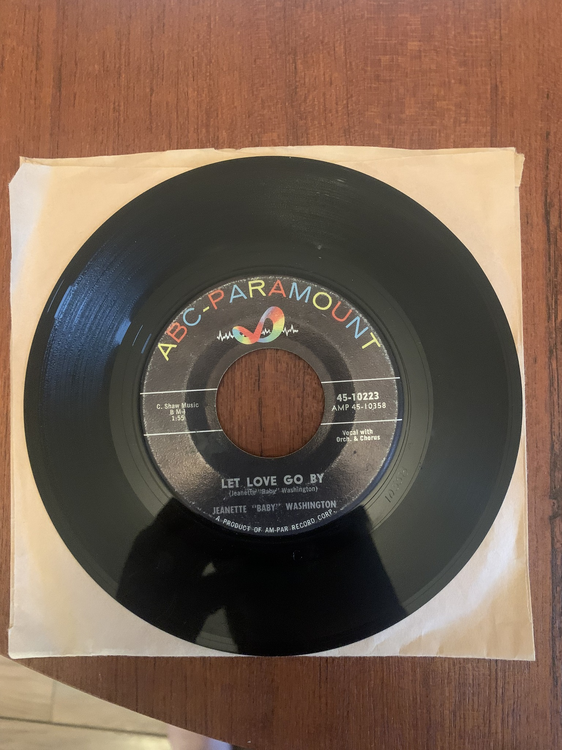 ABC-PARAMOUNT
C. Shaw Music
B M-I
1:55
45-10223
AMP 45-10358
Vocal with
Orch. & Chorus
LET LOVE GO BY
(Jeanette "Baby" Washington)
JEANETTE "BABY" WASHINGTON
A PRODUCT OF AM-PAR RECORD CORP.